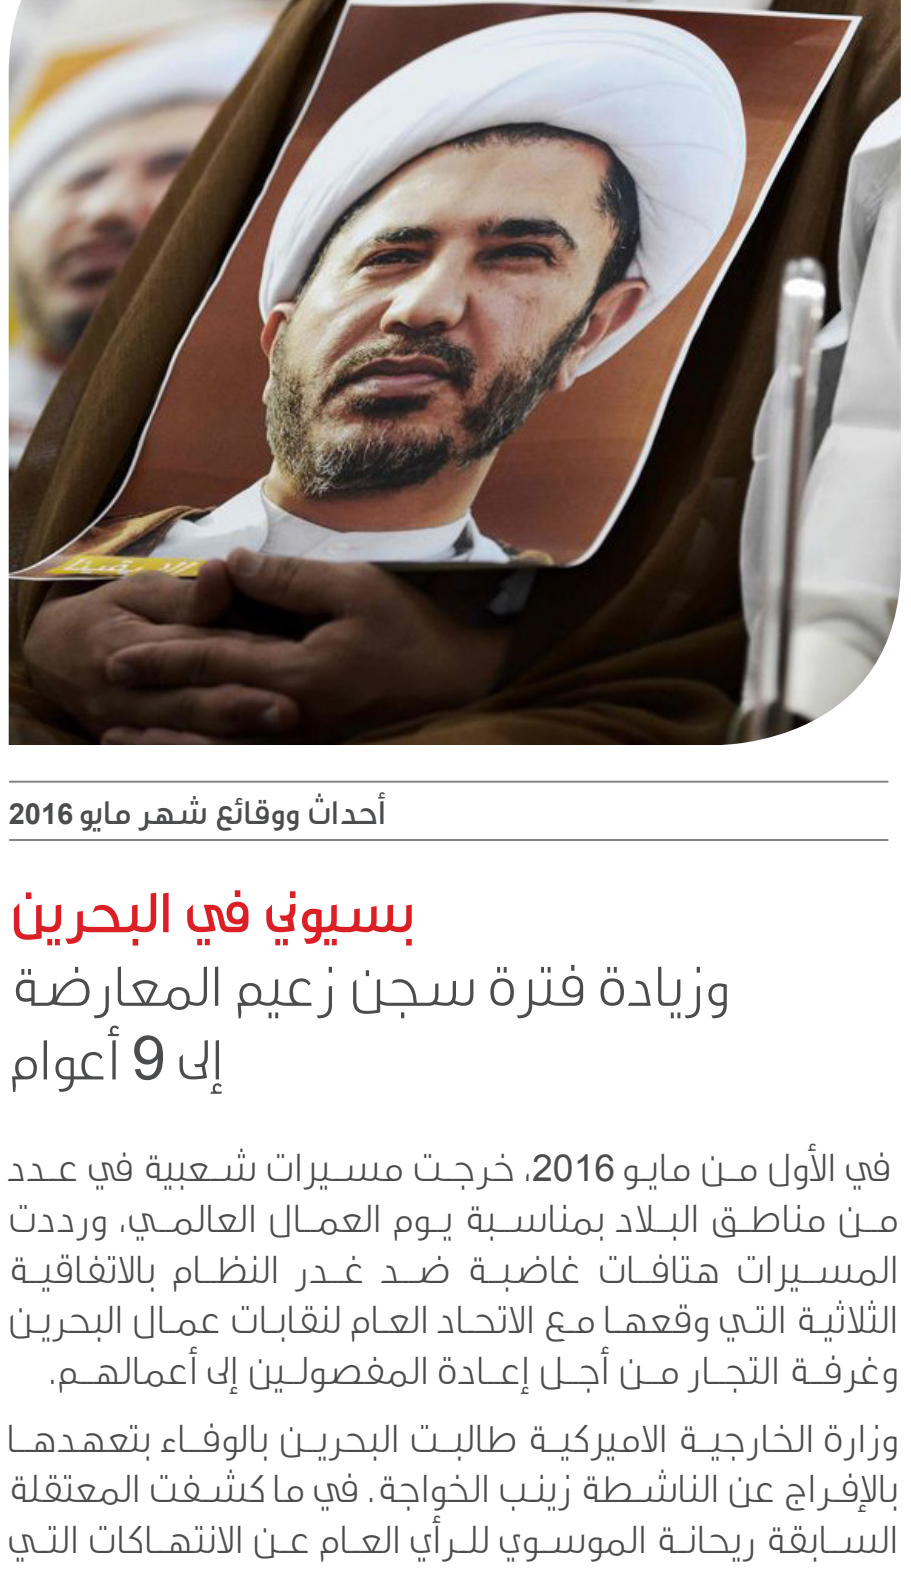 إلا بقيننا
أحداث ووقائع شهر مايو 2016
بسيوني في البحرين
وزيادة فترة سجن زعيم المعارضة
إلى 9 أعوام
في الأول من مايو 2016، خرجت مسيرات شعبية في عدد
من مناطق البلاد بمناسبة يوم العمال العالمي، ورددت
المسيرات هتافات غاضبة ضد غدر النظام بالاتفاقية
الثلاثية التي وقعها مع الاتحاد العام لنقابات عمال البحرين
وغرفة التجار من أجل إعادة المفصولين إلى أعمالهم.
وزارة الخارجية الاميركية طالبت البحرين بالوفاء بتعهدها
بالإفراج عن الناشطة زينب الخواجة. في ما كشفت المعتقلة
السابقة ريحانة الموسوي للرأي العام عن الانتهاكات التي